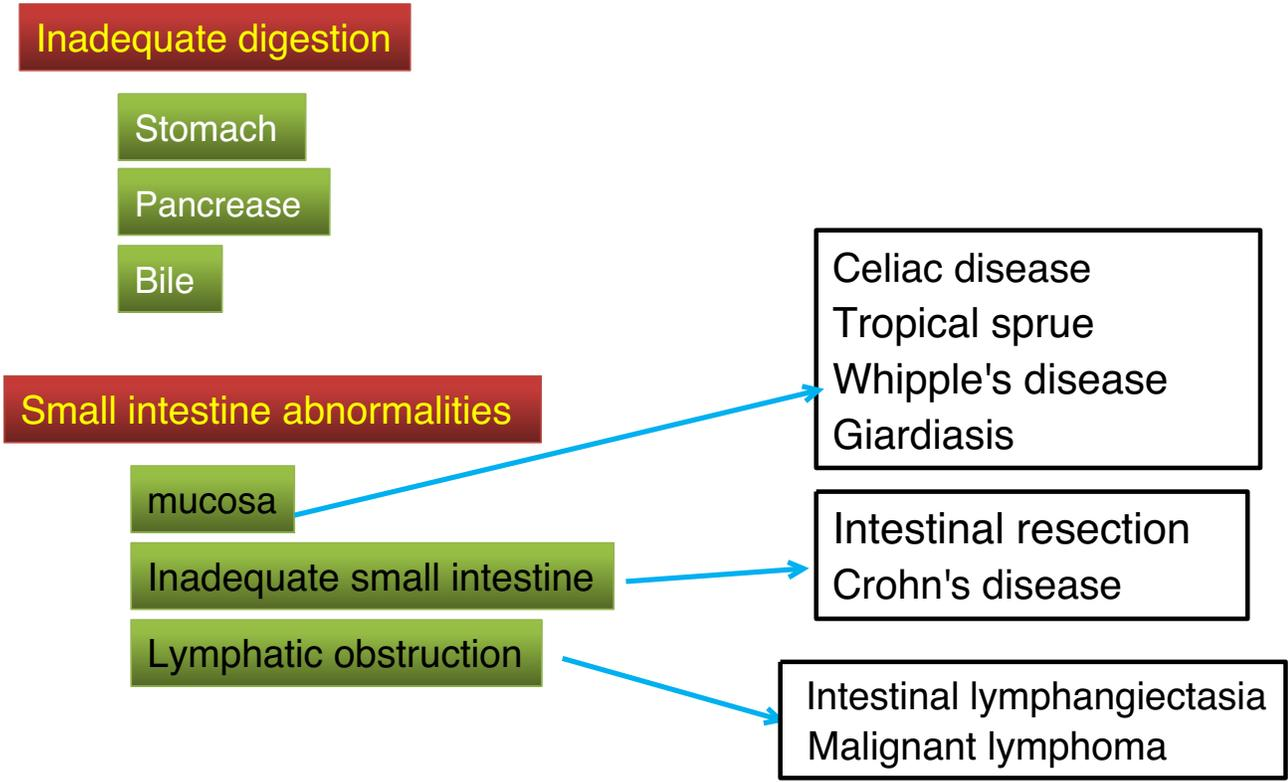 Inadequate digestion
Stomach
Pancrease
Bile
Small intestine abnormalities
mucosa
Inadequate small intestine
Lymphatic obstruction
Celiac disease
Tropical sprue
Whipple's disease
Giardiasis
Intestinal resection
Crohn's disease
Intestinal lymphangiectasia
Malignant lymphoma